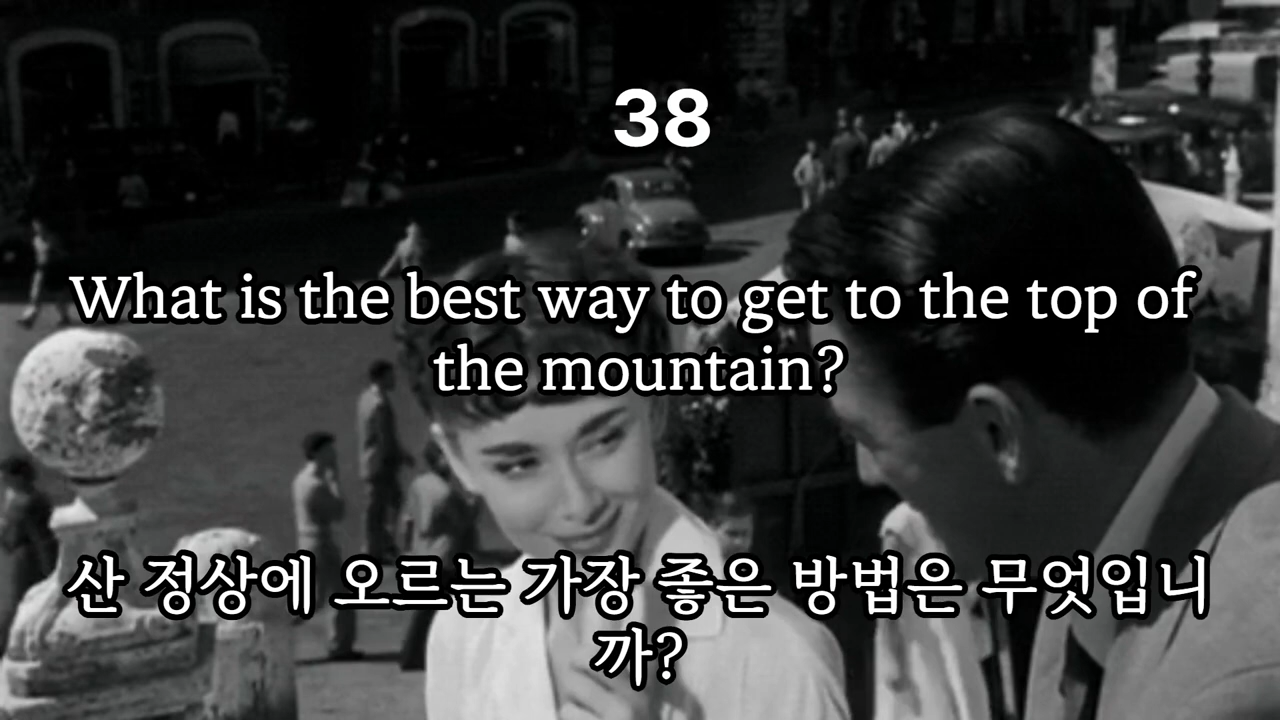 38
What is the best way to get to the top of
the mountain?
산 정상에 오르는 가장 좋은 방법은 무엇입니
까?